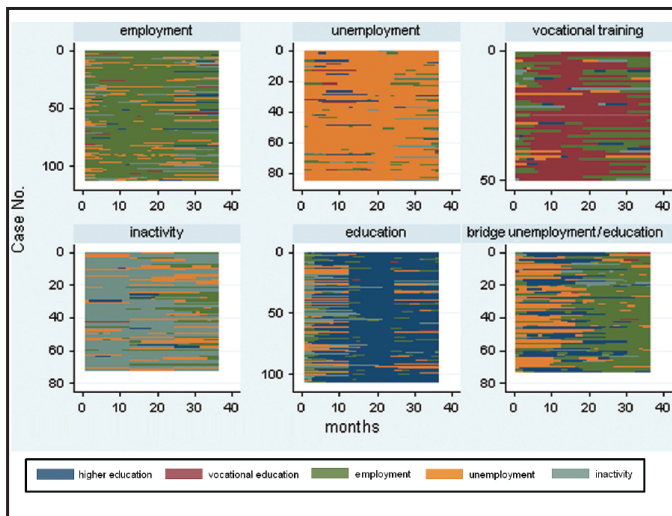 employment
unemployment
vocational training
0
50
100
0 10 20 30 40
0
20
40
60
80
0 10 20 30 40
0
50
0 10 20 30 40
Case No.
inactivity
education
bridge unemployment/education
0
20
40
60
80
0 10 20 30 40
0
50
100
0 10 20 30 40
0
20
40
60
80
0 10 20 30 40
months
higher education
vocational education
employment
unemployment
inactivity